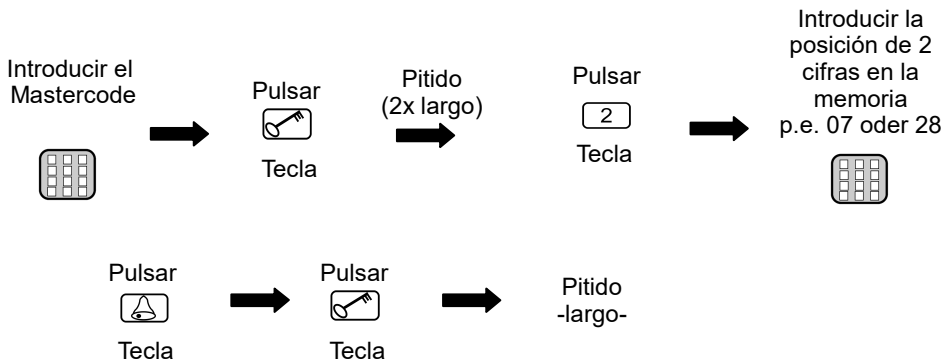 Introducir el
Mastercode
Pulsar
Tecla
Pitido
(2x largo)
Pulsar
2
Tecla
Introducir la
posición de 2
cifras en la
memoria
p.e. 07 oder 28
Pulsar
Tecla
Pulsar
Tecla
Pitido
-largo-